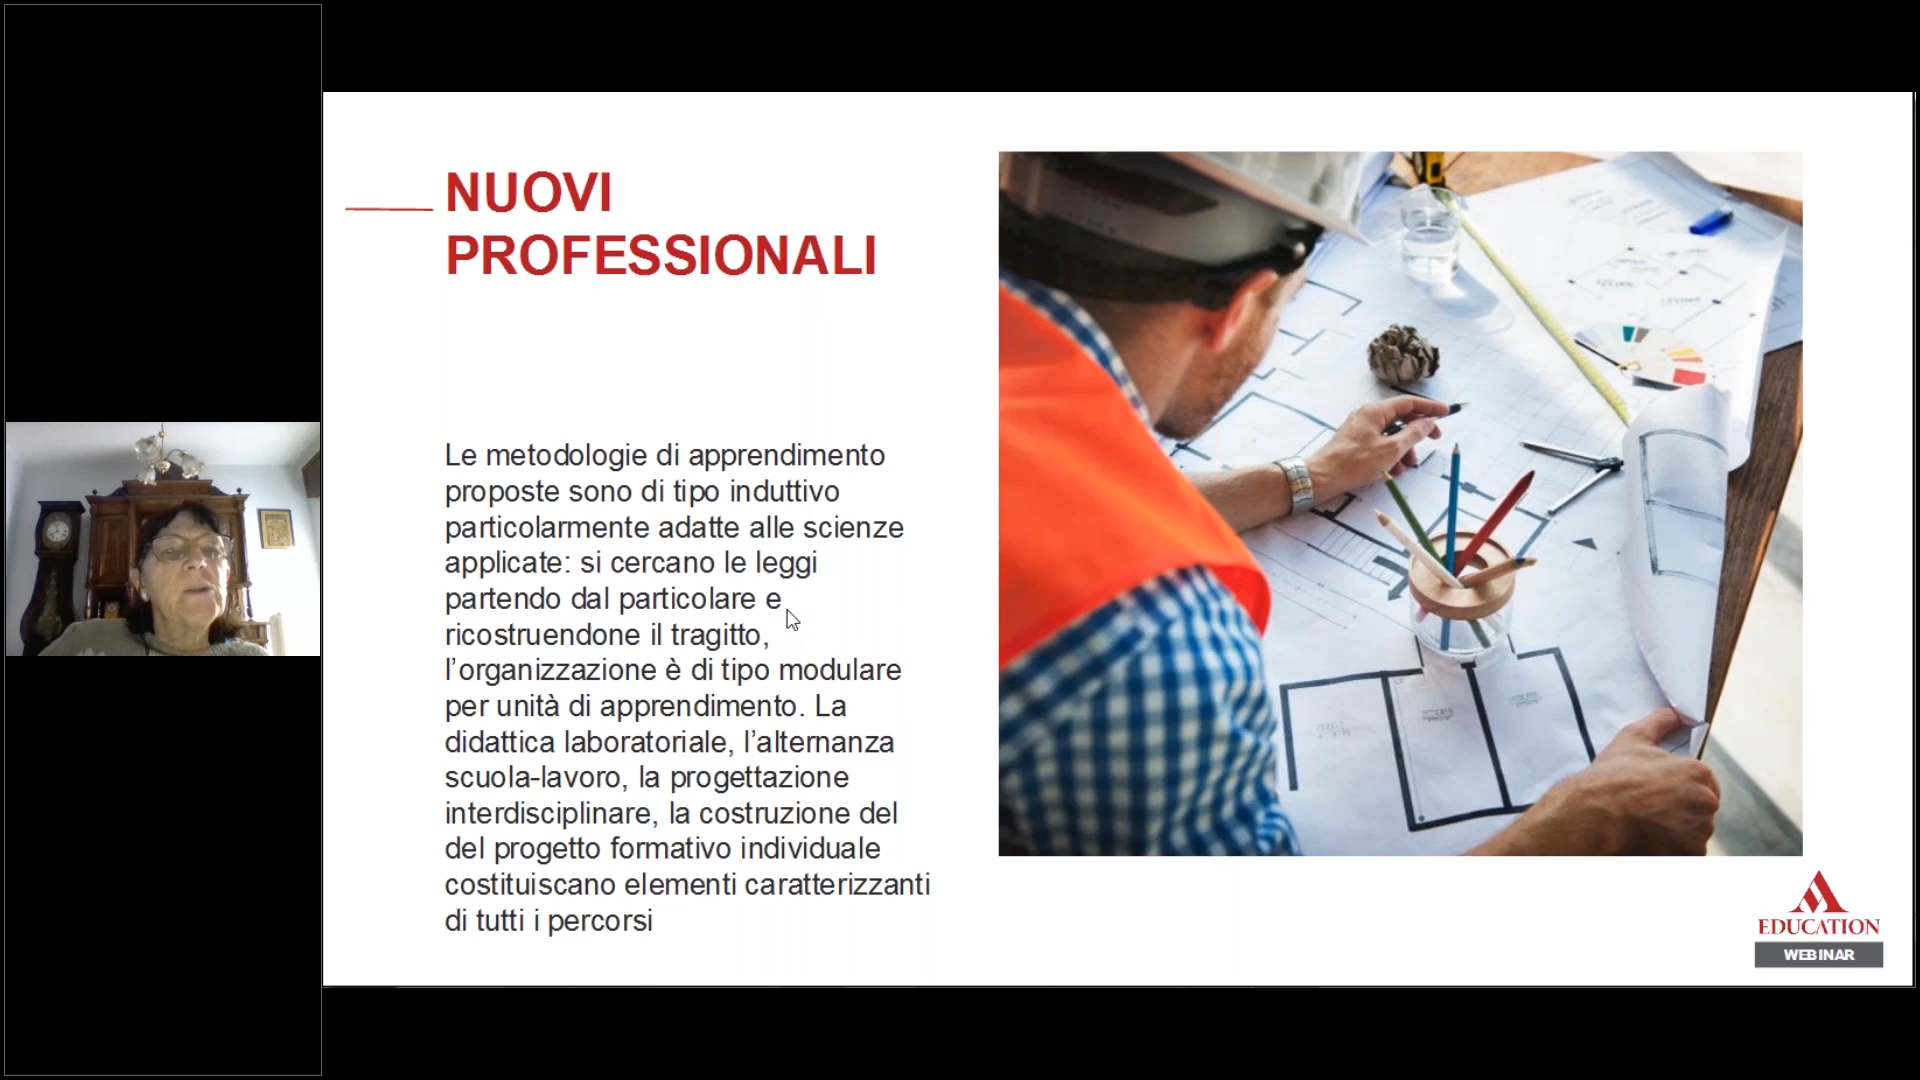 NUOVI
PROFESSIONALI
Le metodologie di apprendimento
proposte sono di tipo induttivo
particolarmente adatte alle scienze
applicate: si cercano le leggi
partendo dal particolare e
ricostruendone il tragitto,
l’organizzazione è di tipo modulare
per unità di apprendimento. La
didattica laboratoriale, l’alternanza
scuola-lavoro, la progettazione
interdisciplinare, la costruzione del
del progetto formativo individuale
costituiscano elementi caratterizzanti
di tutti i percorsi
EDUCATION
WEBINAR